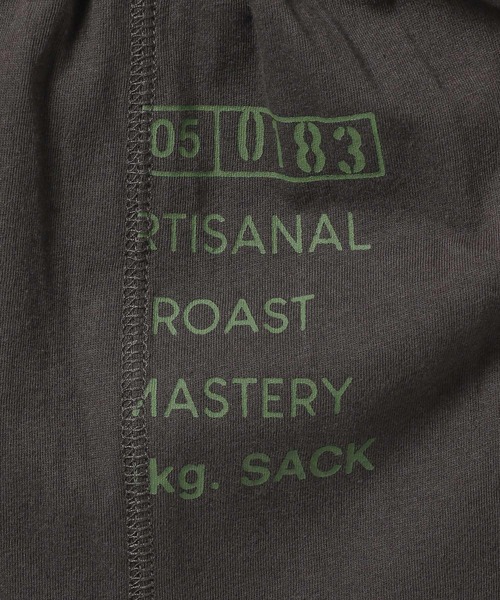 05 0 83
RTISANAL
ROAST
MASTERY
kg. SACK